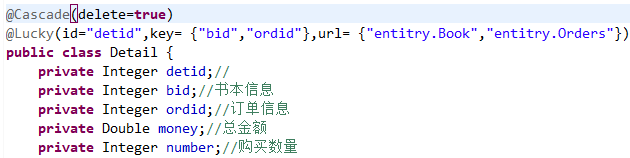 @Cascade(delete=true)
@Lucky(id="detid",key= {"bid","ordid"},url= {"entitry.Book","entitry.Orders"})
public class Detail {
    private Integer detid;//
    private Integer bid;//书本信息
    private Integer ordid;//订单信息
    private Double money;//总金额
    private Integer number;//购买数量